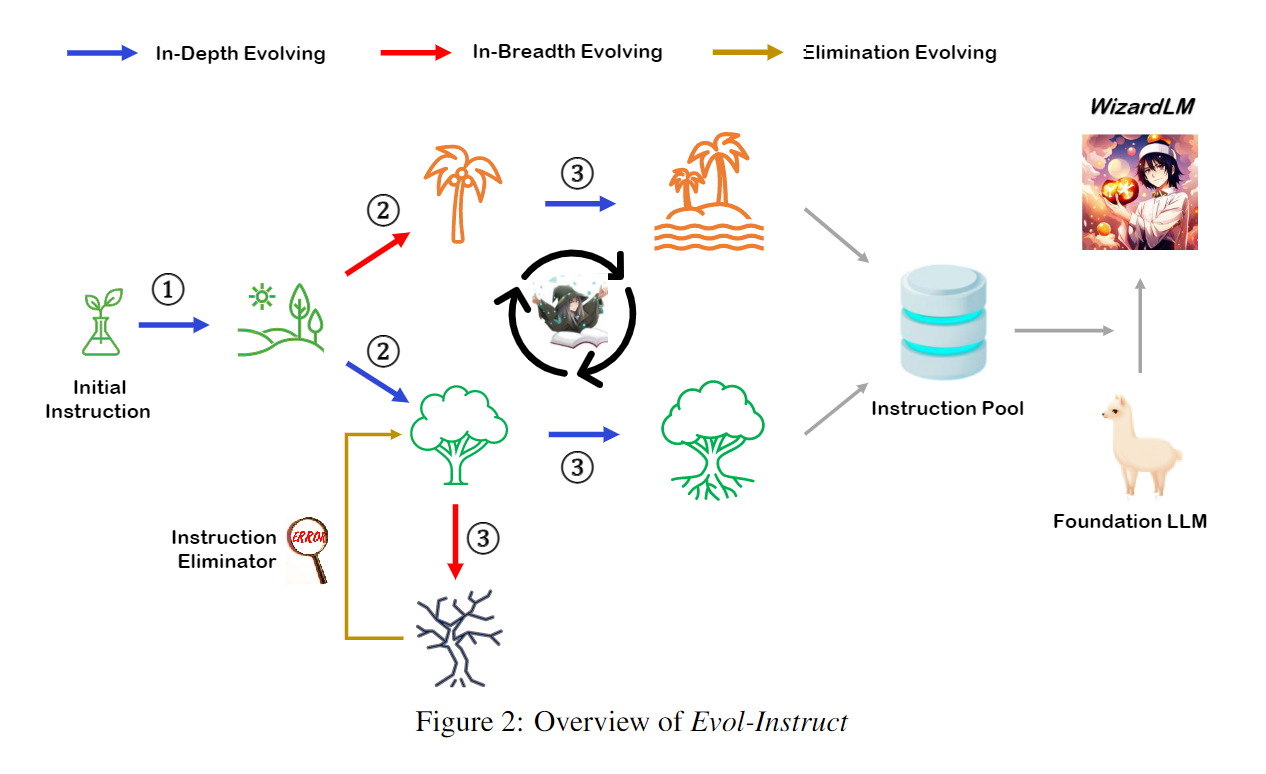 In-Depth Evolving
In-Breadth Evolving
Elimination Evolving
WizardLM
③
②
①
②
Initial
Instruction
Instruction Pool
③
Foundation LLM
Instruction
Eliminator
ERROR
③
Figure 2: Overview of Evol-Instruct